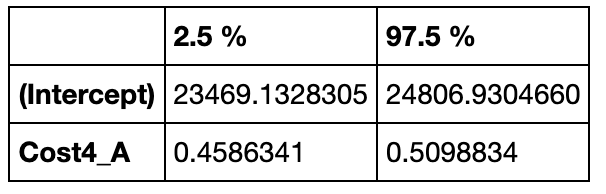 2.5 % 97.5 %
(Intercept) 23469.1328305 24806.9304660
Cost4_A 0.4586341 0.5098834